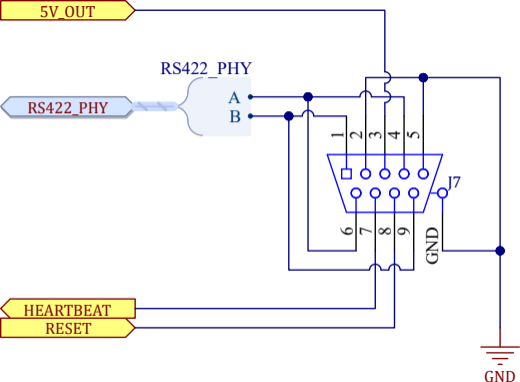 5V_OUT
RS422_PHY
RS422_PHY
A
B
1
2
3
4
5
J7
6
7
8
9
GND
HEARTBEAT
RESET
GND